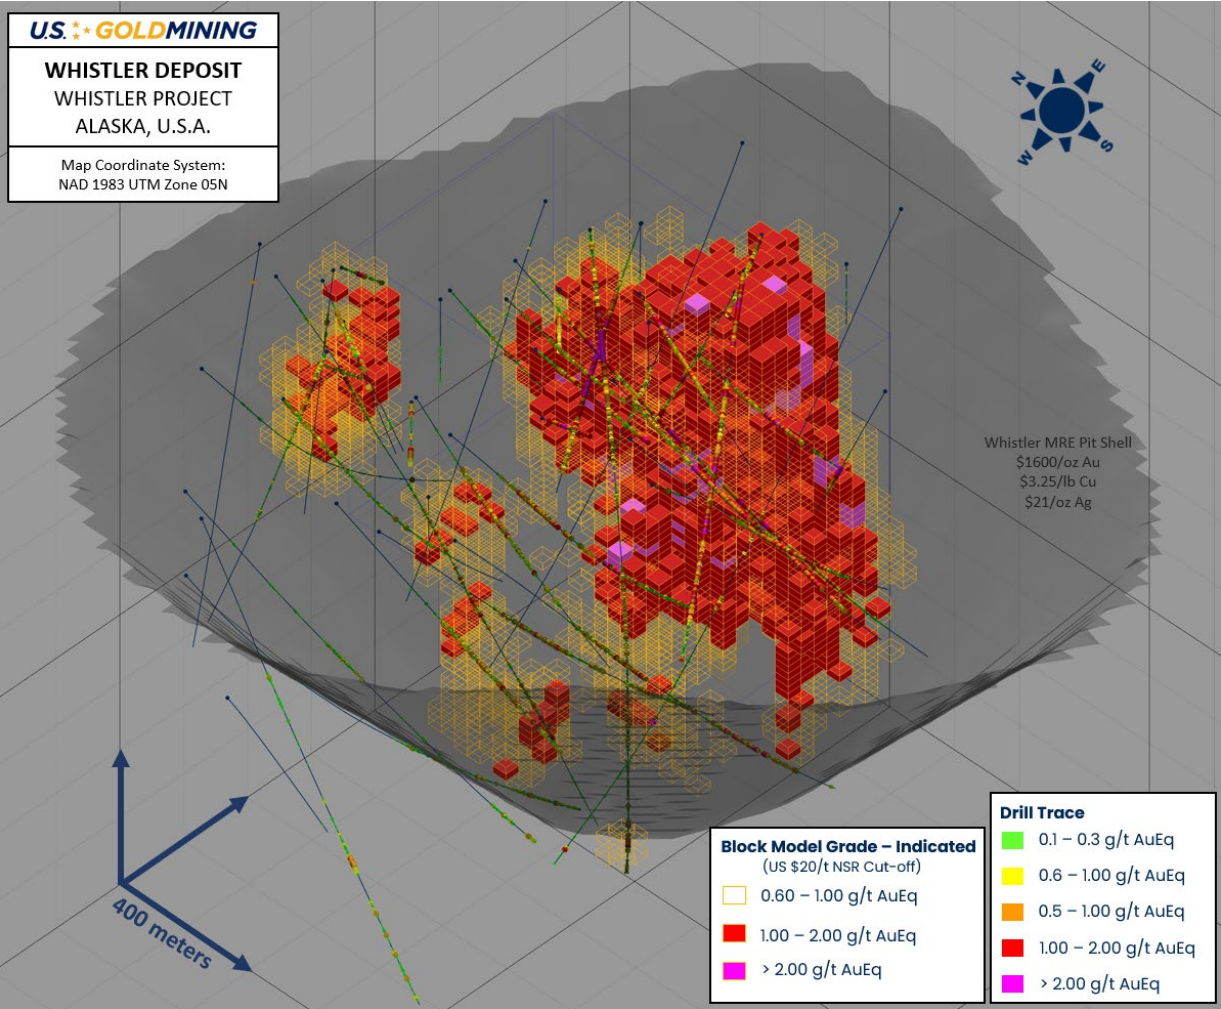 U.S. GOLDMINING
WHISTLER DEPOSIT
WHISTLER PROJECT
ALASKA, U.S.A.
Map Coordinate System:
NAD 1983 UTM Zone 05N
N
E
W
S
Whistler MRE Pit Shell
$1600/oz Au
$3.25/lb Cu
$21/oz Ag
400 meters
Block Model Grade – Indicated
(US $20/t NSR Cut-off)
0.60 – 1.00 g/t AuEq
1.00 – 2.00 g/t AuEq
> 2.00 g/t AuEq
Drill Trace
0.1 – 0.3 g/t AuEq
0.6 – 1.00 g/t AuEq
0.5 – 1.00 g/t AuEq
1.00 – 2.00 g/t AuEq
> 2.00 g/t AuEq